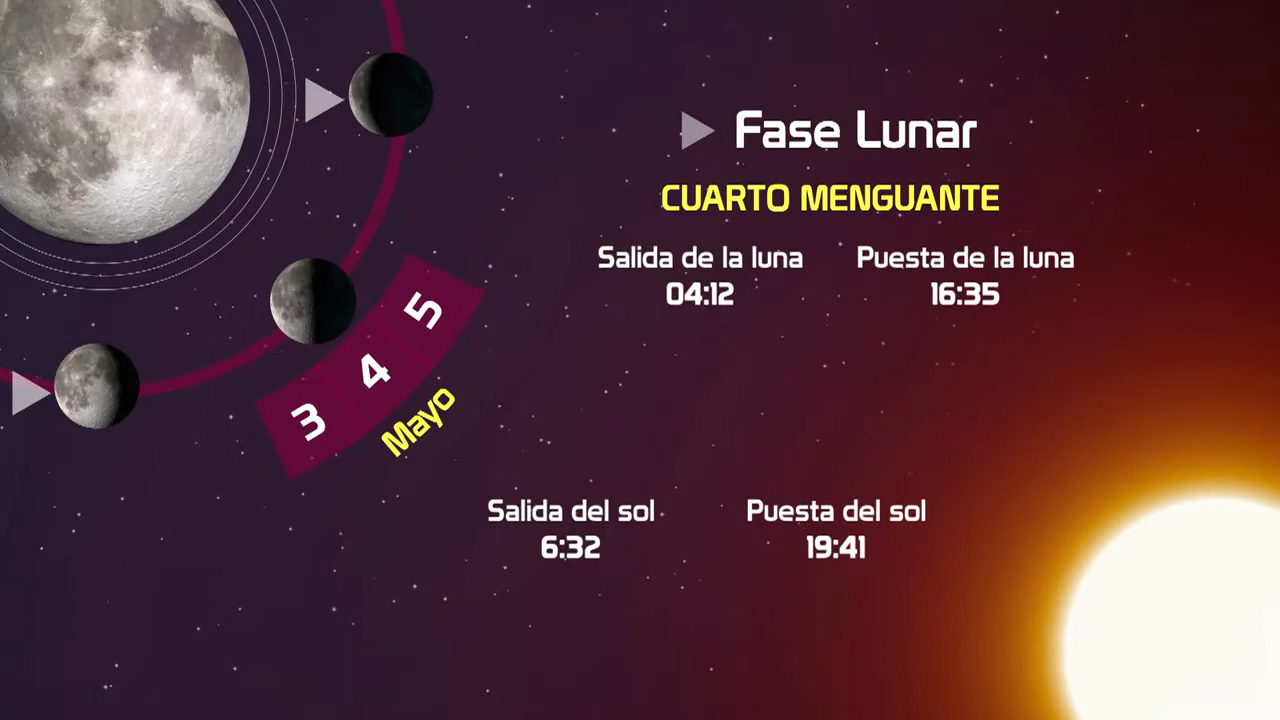 Fase Lunar
CUARTO MENGUANTE
Salida de la luna
04:12
Puesta de la luna
16:35
3 4 5
Mayo
Salida del sol
6:32
Puesta del sol
19:41